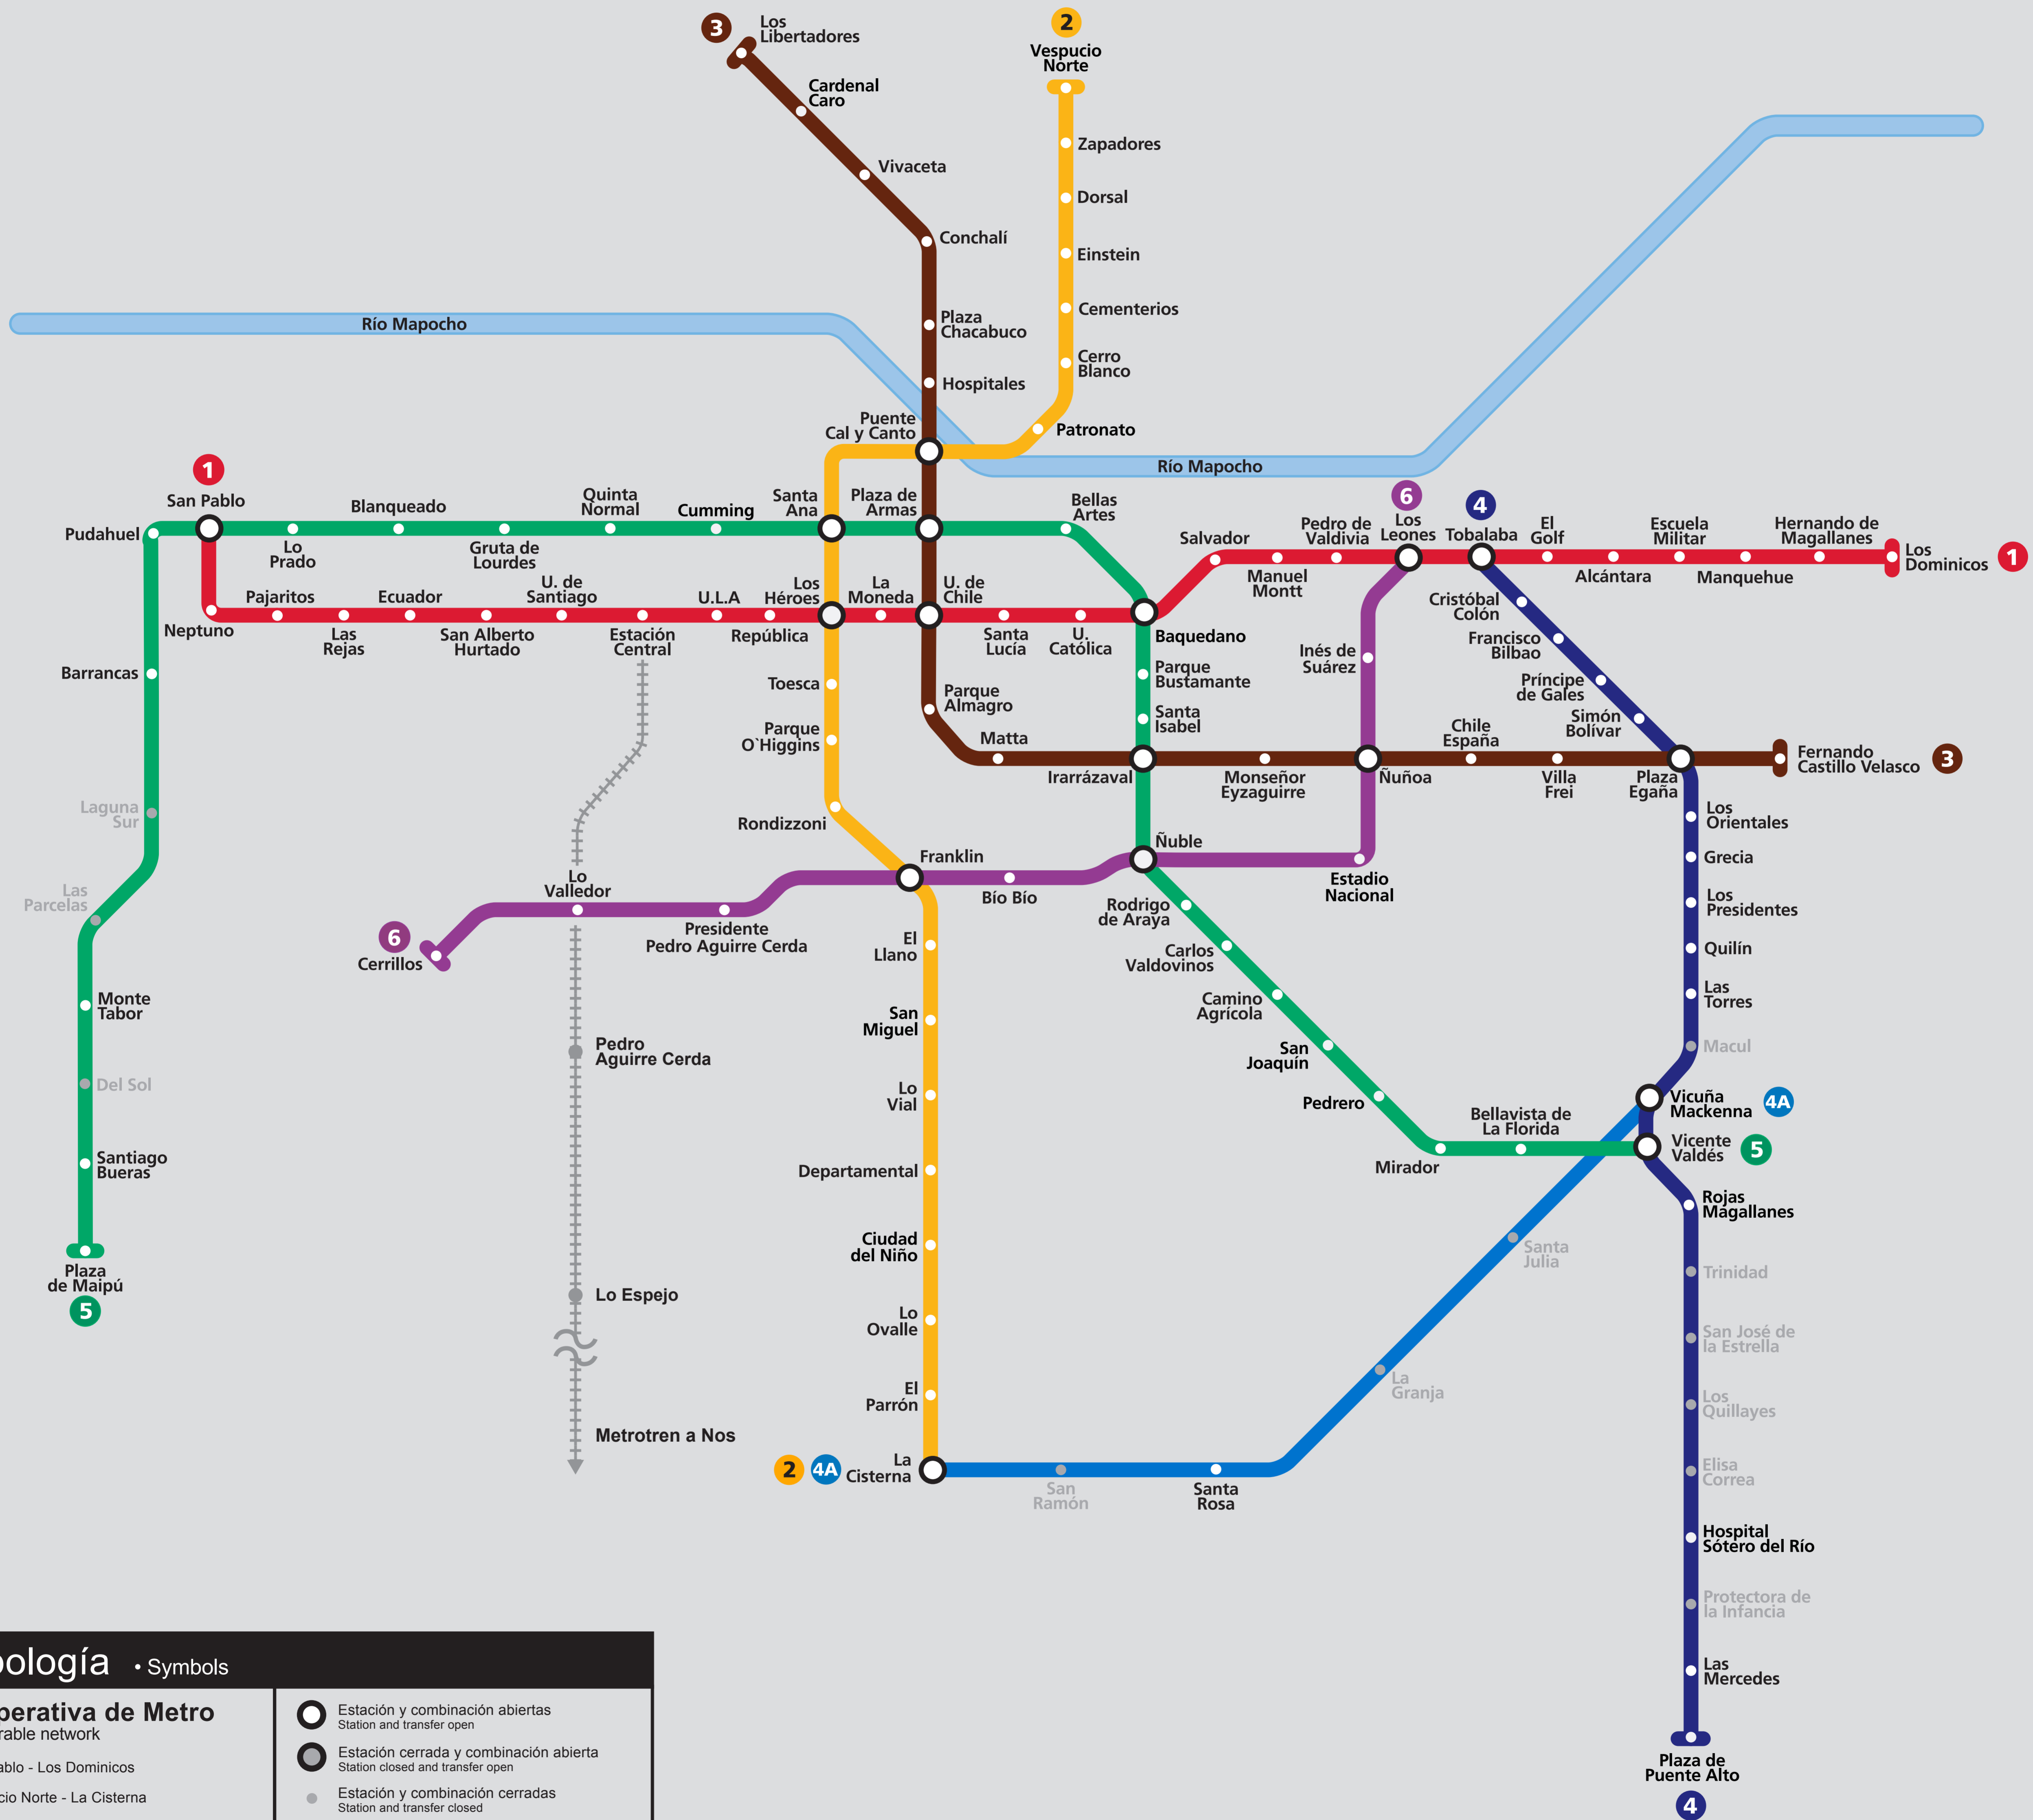 3
Los
Libertadores
2
Vespucio
Norte
Cardenal
Caro
Zapadores
Vivaceta
Dorsal
Conchalí
Einstein
Cementerios
Río Mapocho
Plaza
Chacabuco
Cerro
Blanco
Hospitales
Puente
Cal y Canto
Patronato
Río Mapocho
1
San Pablo
Blanqueado
Quinta
Normal
Cumming
Santa
Ana
Plaza de
Armas
Bellas
Artes
6
Los
Leones
4
Tobalaba
Pudahuel
Lo
Prado
Gruta de
Lourdes
Salvador
Pedro de
Valdivia
El
Golf
Escuela
Militar
Hernando de
Magallanes
Los
Dominicos
1
Manuel
Montt
Alcántara
Manquehue
Neptuno
Pajaritos
Las
Rejas
Ecuador
San Alberto
Hurtado
U. de
Santiago
Estación
Central
U.L.A
República
Los
Héroes
La
Moneda
U. de
Chile
Santa
Lucía
U.
Católica
Baquedano
Cristóbal
Colón
Francisco
Bilbao
Príncipe
de Gales
Simón
Bolívar
Inés de
Suárez
Barrancas
Toesca
Parque
O`Higgins
Parque
Almagro
Parque
Bustamante
Santa
Isabel
Matta
Irarrázaval
Monseñor
Eyzaguirre
Ñuñoa
Chile
España
Villa
Frei
Plaza
Egaña
Fernando
Castillo Velasco
3
Laguna
Sur
Rondizzoni
Los
Orientales
Grecia
Los
Presidentes
Quilín
Las
Torres
Macul
Las
Parcelas
Lo
Valledor
Franklin
Bío Bío
Ñuble
Estadio
Nacional
6
Cerrillos
Presidente
Pedro Aguirre Cerda
El
Llano
Rodrigo
de Araya
Carlos
Valdovinos
Camino
Agrícola
San
Joaquín
Pedrero
Mirador
Bellavista de
La Florida
Monte
Tabor
Del Sol
Santiago
Bueras
Plaza
de Maipú
5
Pedro
Aguirre Cerda
San
Miguel
Lo
Vial
Departamental
Ciudad
del Niño
Lo
Ovalle
El
Parrón
Vicuña
Mackenna
4A
Vicente
Valdés
5
Rojas
Magallanes
Santa
Julia
Trinidad
Lo Espejo
San José de
la Estrella
La
Granja
Los
Quillayes
Metrotren a Nos
2
4A
La
Cisterna
San
Ramón
Santa
Rosa
Elisa
Correa
Hospital
Sótero del Río
Protectora de
la Infancia
Las
Mercedes
Plaza de
Puente Alto
4
ología • Symbols
perativa de Metro
rable network
ablo - Los Dominicos
cio Norte - La Cisterna
Estación y combinación abiertas
Station and transfer open
Estación cerrada y combinación abierta
Station closed and transfer open
Estación y combinación cerradas
Station and transfer closed